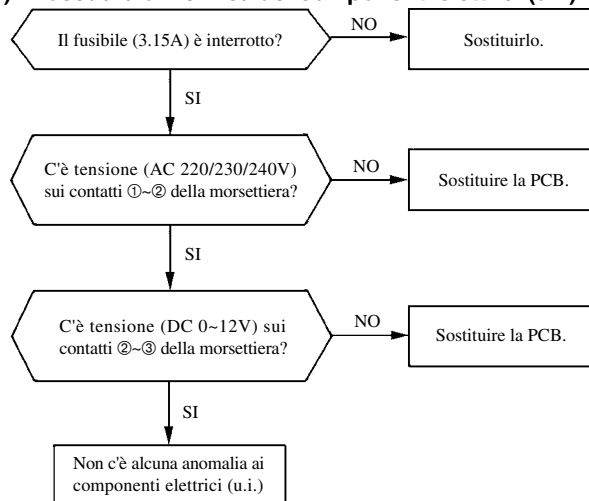 Il fusibile (3.15A) è interrotto?
NO
Sostituirlo.
SI
C'è tensione (AC 220/230/240V)
sui contatti ①~② della morsettiera?
NO
Sostituire la PCB.
SI
C'è tensione (DC 0~12V) sui
contatti ②~③ della morsettiera?
NO
Sostituire la PCB.
SI
Non c'è alcuna anomalia ai
componenti elettrici (u.i.)